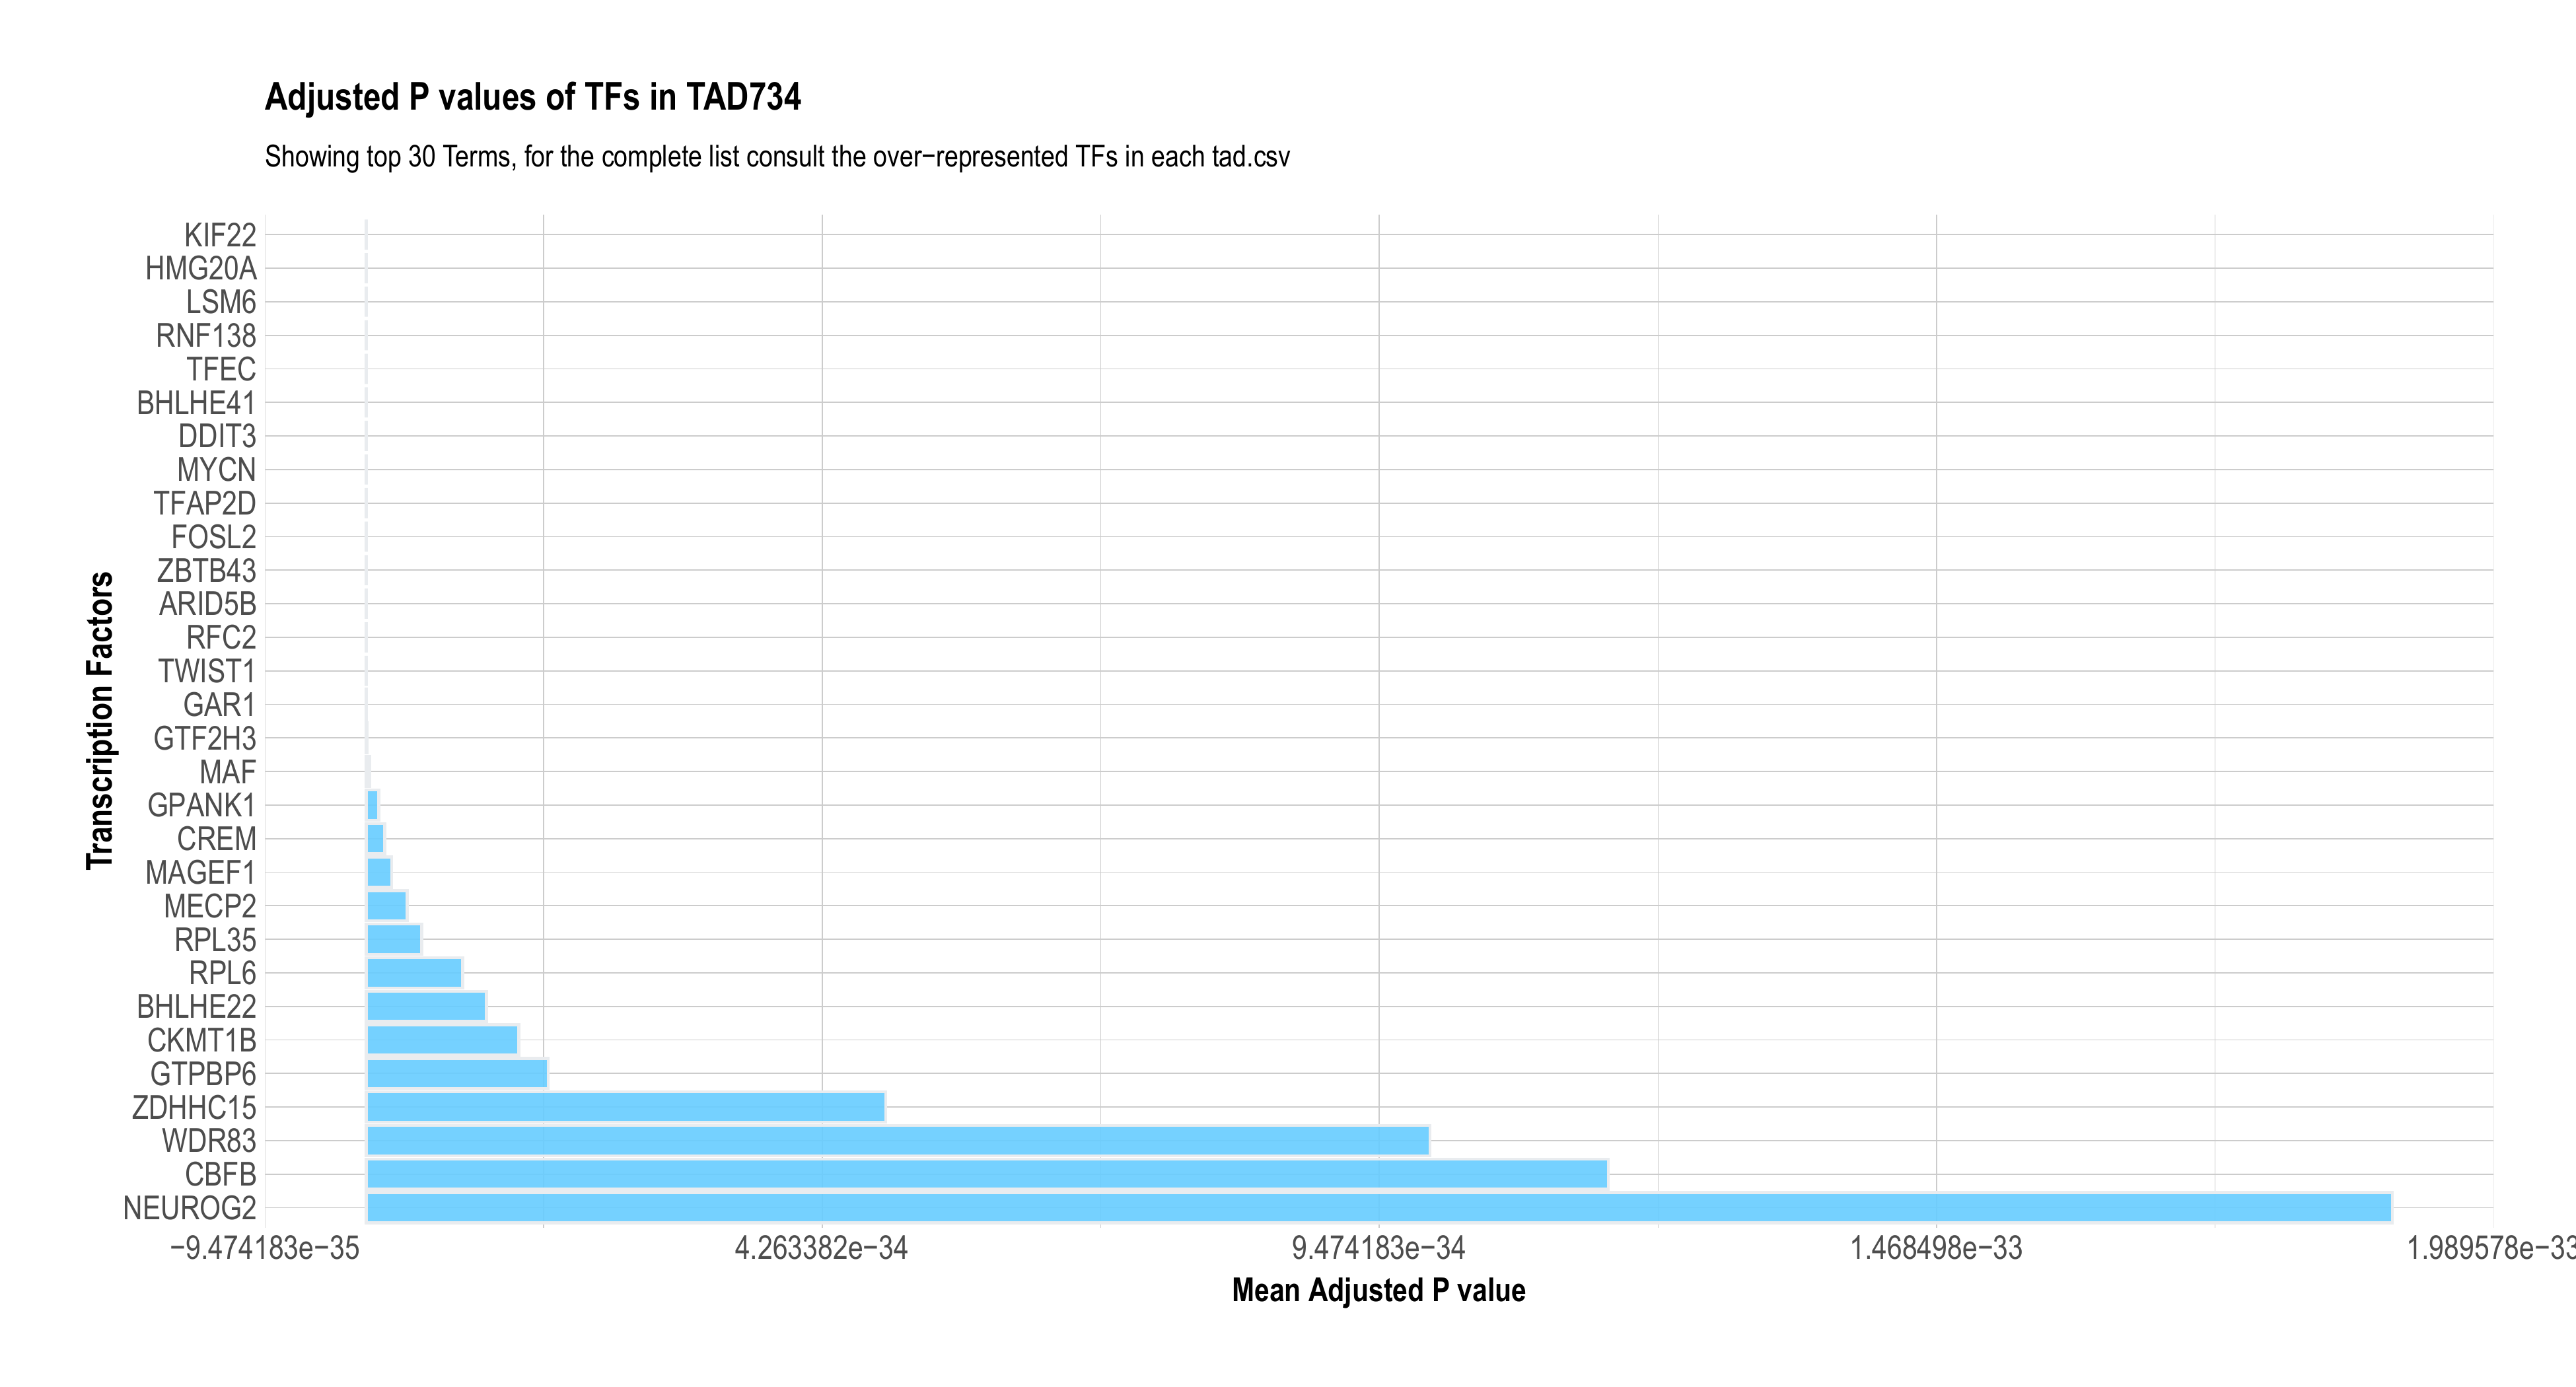 Adjusted P values of TFs in TAD734
Showing top 30 Terms, for the complete list consult the over−represented TFs in each tad.csv
Transcription Factors
KIF22
HMG20A
LSM6
RNF138
TFEC
BHLHE41
DDIT3
MYCN
TFAP2D
FOSL2
ZBTB43
ARID5B
RFC2
TWIST1
GAR1
GTF2H3
MAF
GPANK1
CREM
MAGEF1
MECP2
RPL35
RPL6
BHLHE22
CKMT1B
GTPBP6
ZDHHC15
WDR83
CBFB
NEUROG2
−9.474183e−35 4.263382e−34 9.474183e−34 1.468498e−33 1.989578e−33
Mean Adjusted P value